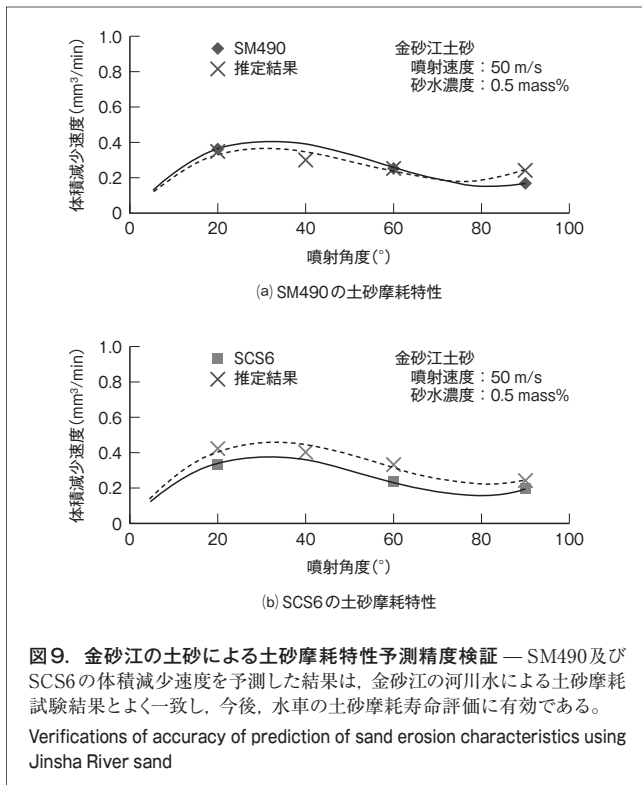 SM490
推定結果
金砂江土砂
噴射速度：50 m/s
砂水濃度：0.5 mass%
体積減少速度（mm³/min）
1.0
0.8
0.6
0.4
0.2
0
0 20 40 60 80 100
噴射角度（°）
(a) SM490の土砂摩耗特性
SCS6
推定結果
金砂江土砂
噴射速度：50 m/s
砂水濃度：0.5 mass%
体積減少速度（mm³/min）
1.0
0.8
0.6
0.4
0.2
0
0 20 40 60 80 100
噴射角度（°）
(b) SCS6の土砂摩耗特性
図9. 金砂江の土砂による土砂摩耗特性予測精度検証 — SM490及び
SCS6の体積減少速度を予測した結果は，金砂江の河川水による土砂摩耗
試験結果とよく一致し，今後，水車の土砂摩耗寿命評価に有効である。
Verifications of accuracy of prediction of sand erosion characteristics using
Jinsha River sand